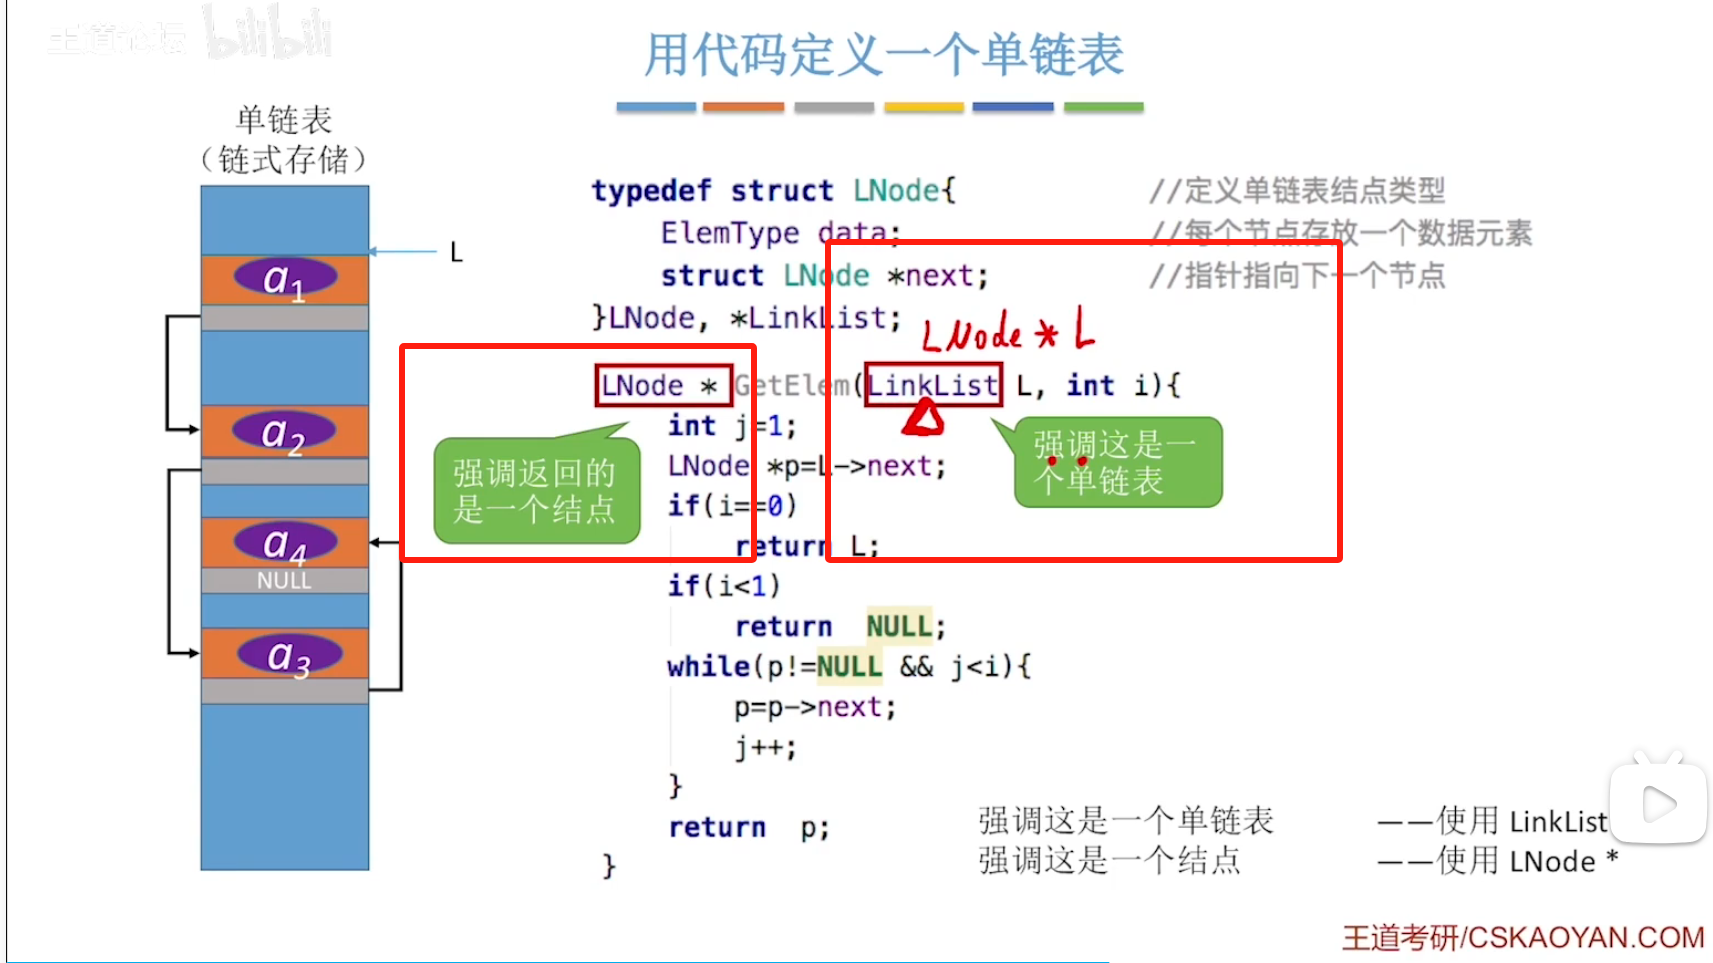 王道论坛 bilibili
用代码定义一个单链表
单链表
（链式存储）
L
a1
a2
a4
NULL
a3
typedef struct LNode{ //定义单链表结点类型
ElemType data; //每个节点存放一个数据元素
struct LNode *next; //指针指向下一个节点
}LNode, *LinkList;
LNode * L
LNode * GetElem(LinkList L, int i){
int j=1;
LNode *p=L->next;
if(i==0)
return L;
if(i<1)
return NULL;
while(p!=NULL && j<i){
p=p->next;
j++;
}
return p;
}
强调返回的
是一个结点
强调这是一
个单链表
强调这是一个单链表 ——使用 LinkList
强调这是一个结点 ——使用 LNode *
王道考研/CSKAOYAN.COM